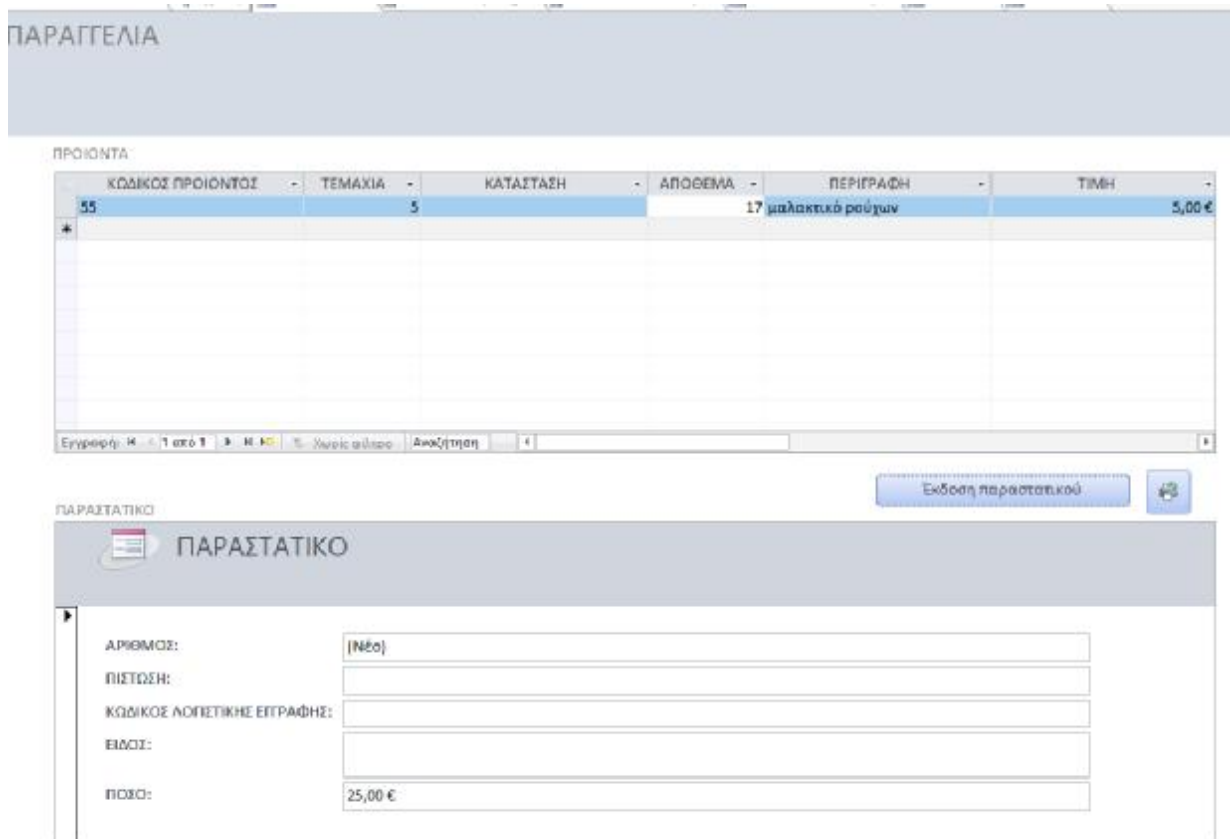 ΠΑΡΑΓΓΕΛΙΑ
ΠΡΟΙΟΝΤΑ
ΚΩΔΙΚΟΣ ΠΡΟΙΟΝΤΟΣ ΤΕΜΑΧΙΑ ΚΑΤΑΣΤΑΣΗ ΑΠΟΘΕΜΑ ΠΕΡΙΓΡΑΦΗ ΤΙΜΗ
55 5 17 μαλακτικό ρούχων 5,00 €
Εγγραφή: 1 από 1 Χωρίς φίλτρο Αναζήτηση
Έκδοση παραστατικού
ΠΑΡΑΣΤΑΤΙΚΟ
ΠΑΡΑΣΤΑΤΙΚΟ
ΑΡΙΘΜΟΣ: (Νέο)
ΠΙΣΤΩΣΗ:
ΚΩΔΙΚΟΣ ΛΟΓΙΣΤΙΚΗΣ ΕΓΓΡΑΦΗΣ:
ΕΙΔΟΣ:
ΠΟΣΟ: 25,00 €